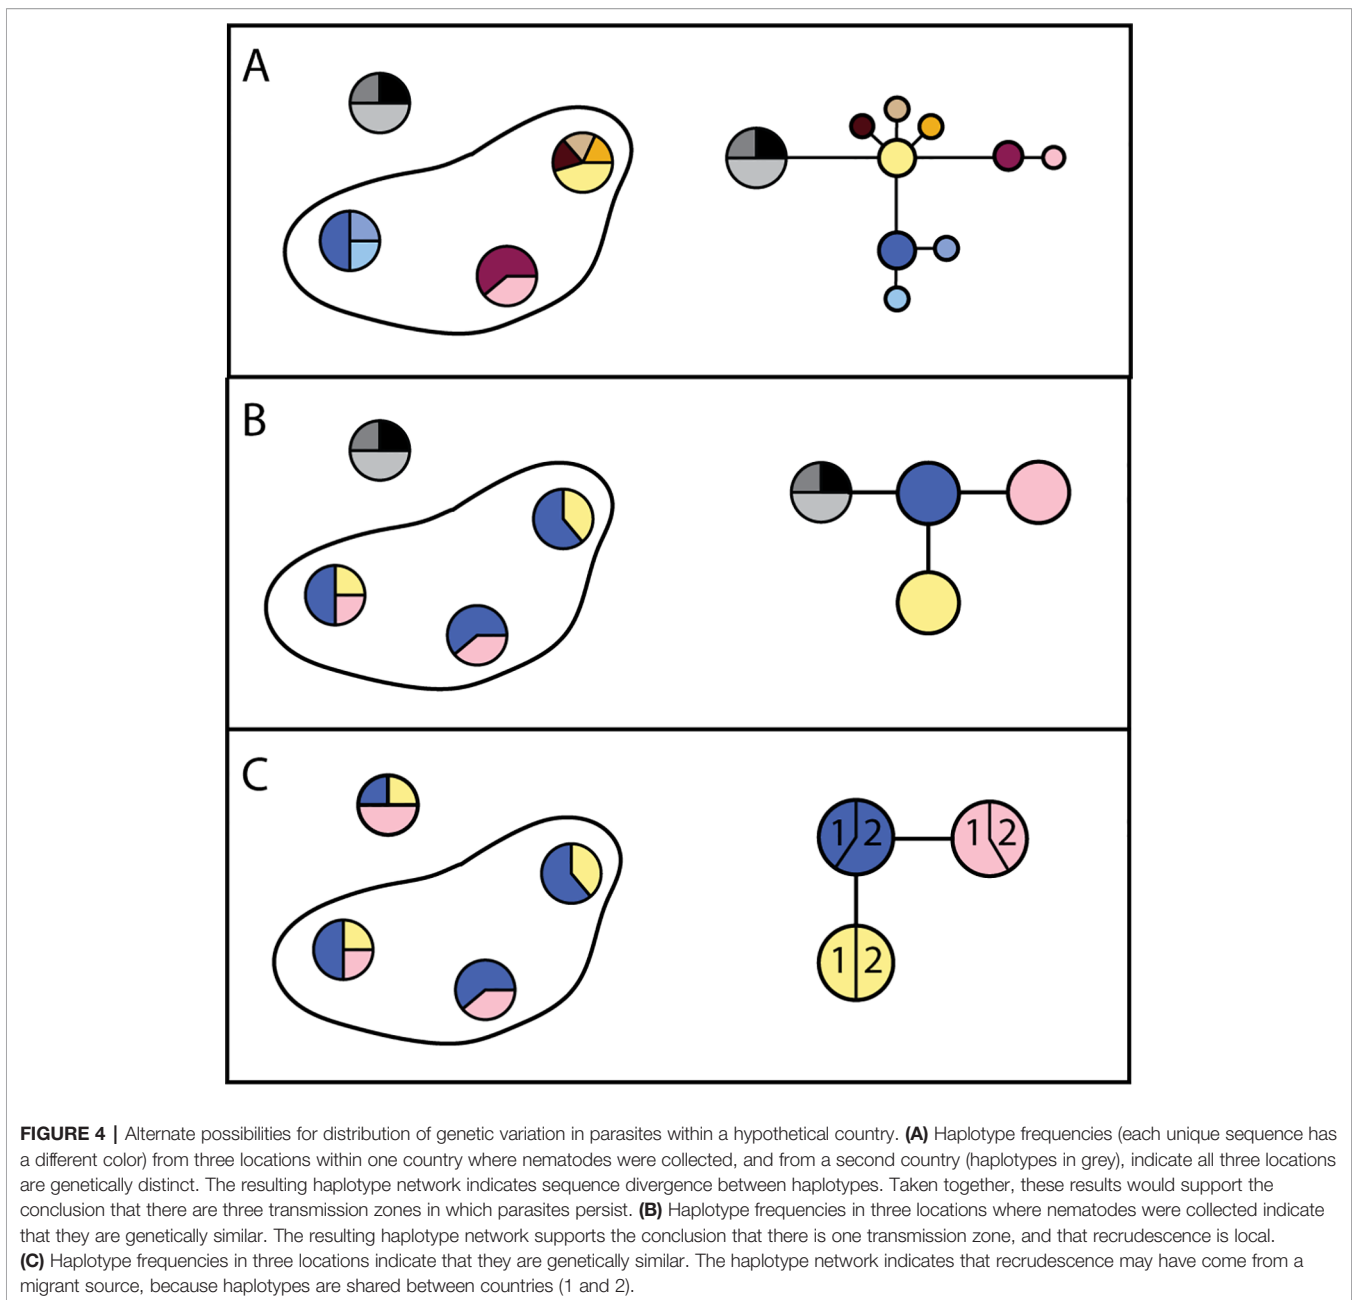 A
B
C
1 2
1 2
1 2
FIGURE 4 | Alternate possibilities for distribution of genetic variation in parasites within a hypothetical country. (A) Haplotype frequencies (each unique sequence has
a different color) from three locations within one country where nematodes were collected, and from a second country (haplotypes in grey), indicate all three locations
are genetically distinct. The resulting haplotype network indicates sequence divergence between haplotypes. Taken together, these results would support the
conclusion that there are three transmission zones in which parasites persist. (B) Haplotype frequencies in three locations where nematodes were collected indicate
that they are genetically similar. The resulting haplotype network supports the conclusion that there is one transmission zone, and that recrudescence is local.
(C) Haplotype frequencies in three locations indicate that they are genetically similar. The haplotype network indicates that recrudescence may have come from a
migrant source, because haplotypes are shared between countries (1 and 2).